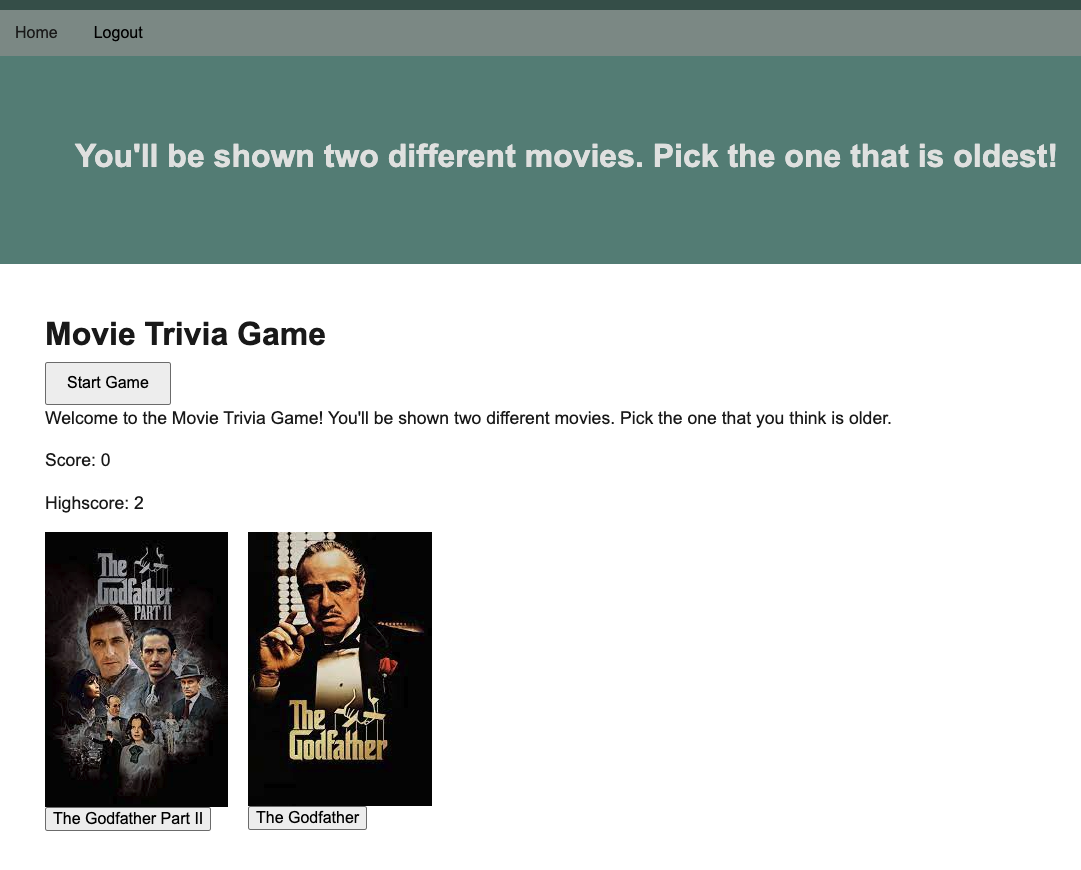 Home Logout
You'll be shown two different movies. Pick the one that is oldest!
Movie Trivia Game
Start Game
Welcome to the Movie Trivia Game! You'll be shown two different movies. Pick the one that you think is older.
Score: 0
Highscore: 2
The
Godfather
PART II
The Godfather Part II
The
Godfather
The Godfather